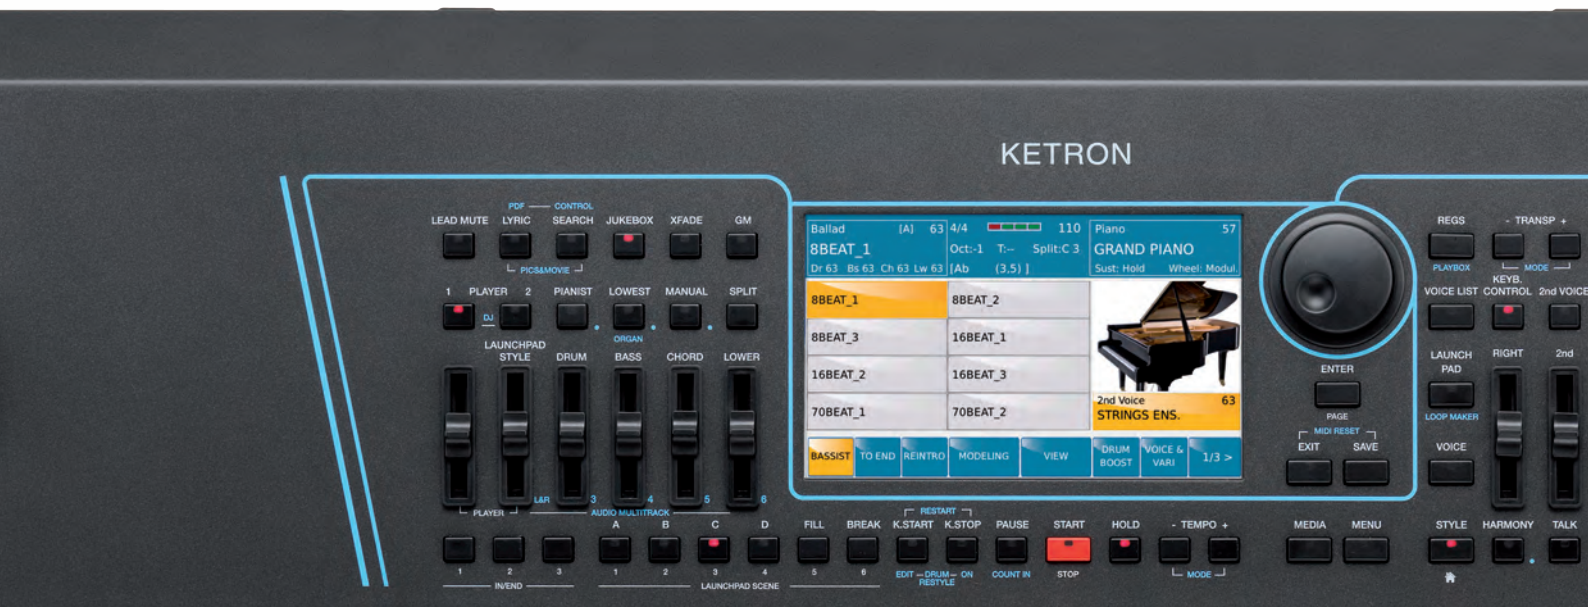 KETRON
PDF CONTROL
LEAD MUTE LYRIC SEARCH JUKEBOX XFADE GM
PICS&MOVIE
1 PLAYER 2 PIANIST LOWEST MANUAL SPLIT
DJ
ORGAN
LAUNCHPAD
STYLE DRUM BASS CHORD LOWER
L&R 3 4 5 6
PLAYER AUDIO MULTITRACK
A B C D FILL BREAK
1 2 3 1 2 3 4 5 6
IN/END LAUNCHPAD SCENE
Ballad [A] 63 4/4 110 Piano 57
8BEAT_1 Oct:-1 T:-- Split:C 3 GRAND PIANO
Dr 63 Bs 63 Ch 63 Lw 63 [Ab (3,5) ] Sust: Hold Wheel: Modul.
8BEAT_1 8BEAT_2
8BEAT_3 16BEAT_1
16BEAT_2 16BEAT_3
70BEAT_1 70BEAT_2
2nd Voice 63
STRINGS ENS.
BASSIST TO END REINTRO MODELING VIEW DRUM BOOST VOICE & VARI 1/3 >
RESTART
K.START K.STOP PAUSE START HOLD - TEMPO +
EDIT DRUM ON COUNT IN STOP MODE
RESTYLE
ENTER
PAGE
MIDI RESET
EXIT SAVE
MEDIA MENU
REGS - TRANSP +
PLAYBOX MODE
VOICE LIST KEYB. CONTROL 2nd VOICE
LAUNCH PAD RIGHT 2nd
LOOP MAKER
VOICE
STYLE HARMONY TALK